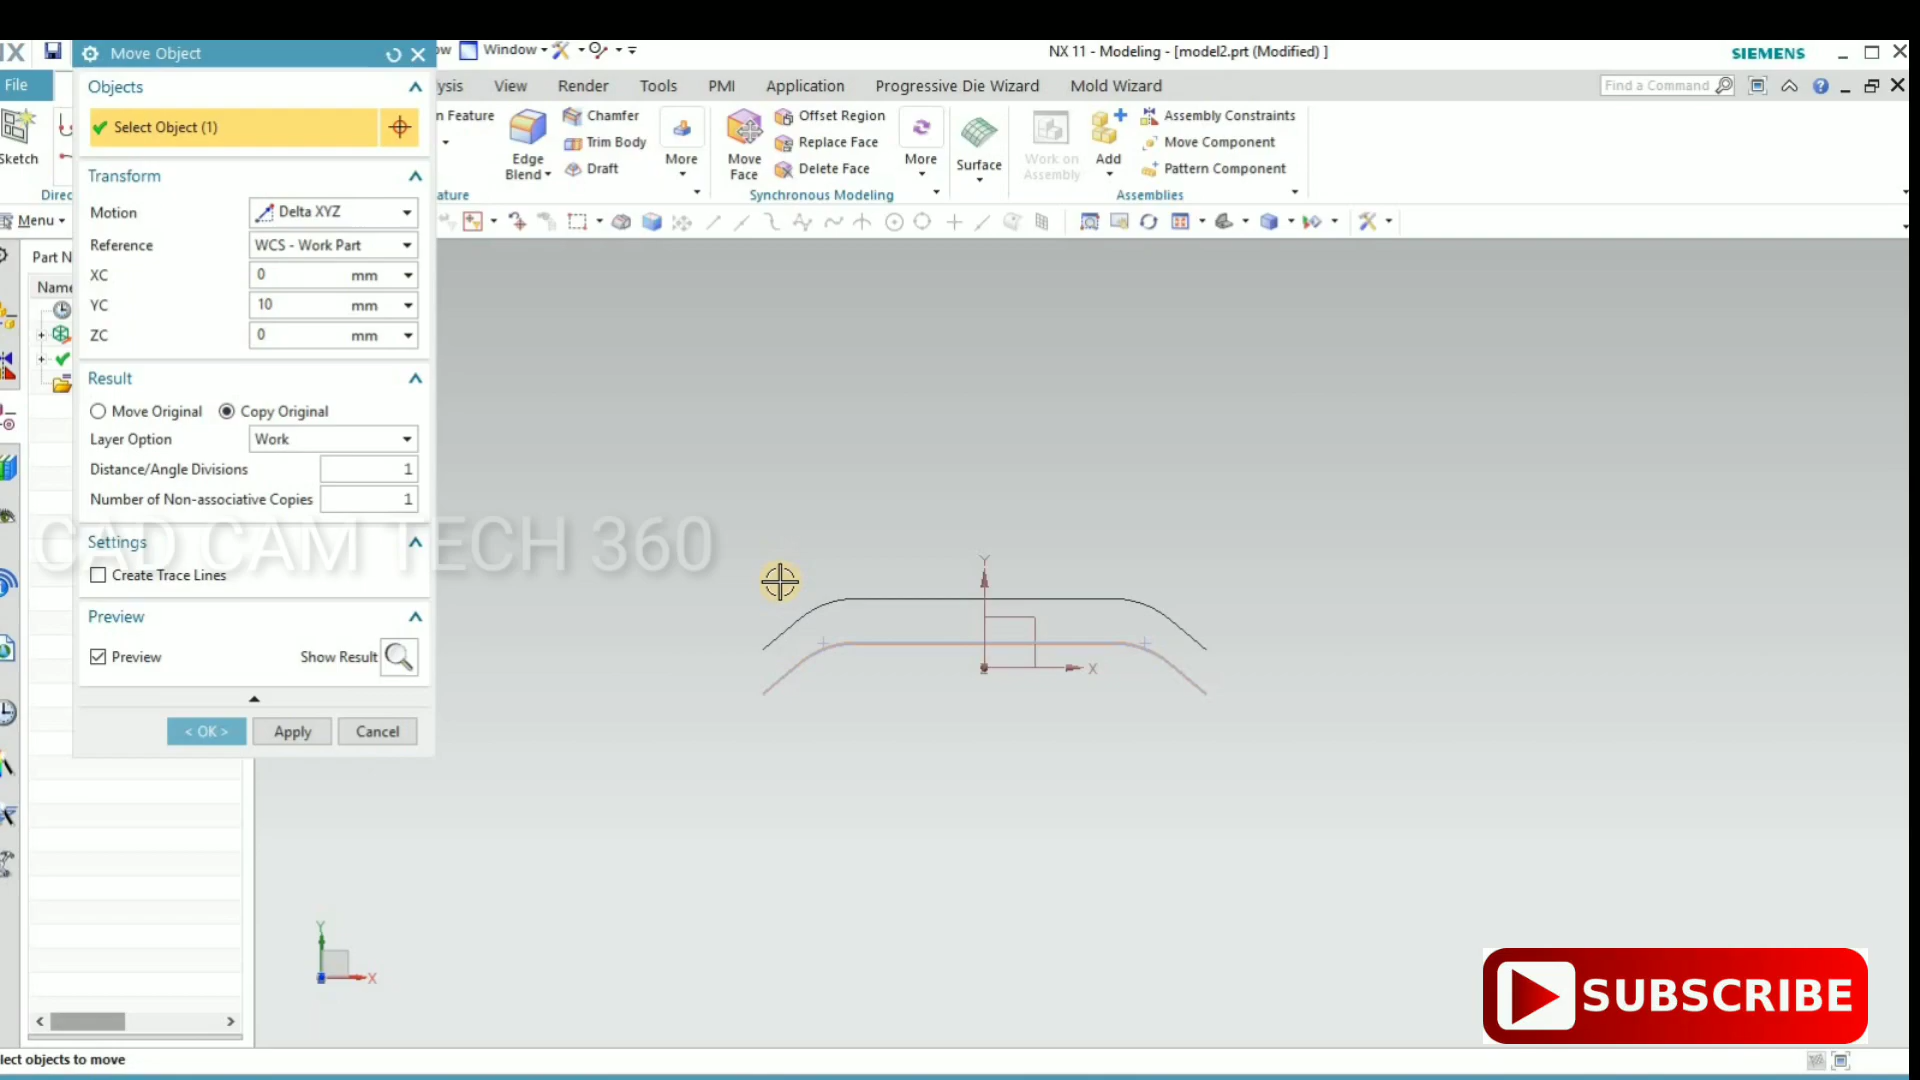 NX
Move Object
ow
Window
NX 11 - Modeling - [model2.prt (Modified) ]
SIEMENS
File
lysis
View
Render
Tools
PMI
Application
Progressive Die Wizard
Mold Wizard
Find a Command
Objects
Select Object (1)
Sketch
Direc
n Feature
Edge
Blend
Chamfer
Trim Body
Draft
More
ature
Move
Face
Offset Region
Replace Face
Delete Face
More
Synchronous Modeling
Surface
Work on
Assembly
Add
Assembly Constraints
Move Component
Pattern Component
Assemblies
Menu
Part N
Name
Transform
Motion
Delta XYZ
Reference
WCS - Work Part
XC
0 mm
YC
10 mm
ZC
0 mm
Result
Move Original
Copy Original
Layer Option
Work
Distance/Angle Divisions
1
Number of Non-associative Copies
1
CAD CAM TECH 360
Settings
Create Trace Lines
Preview
Preview
Show Result
< OK >
Apply
Cancel
Y
X
Y
X
SUBSCRIBE
lect objects to move